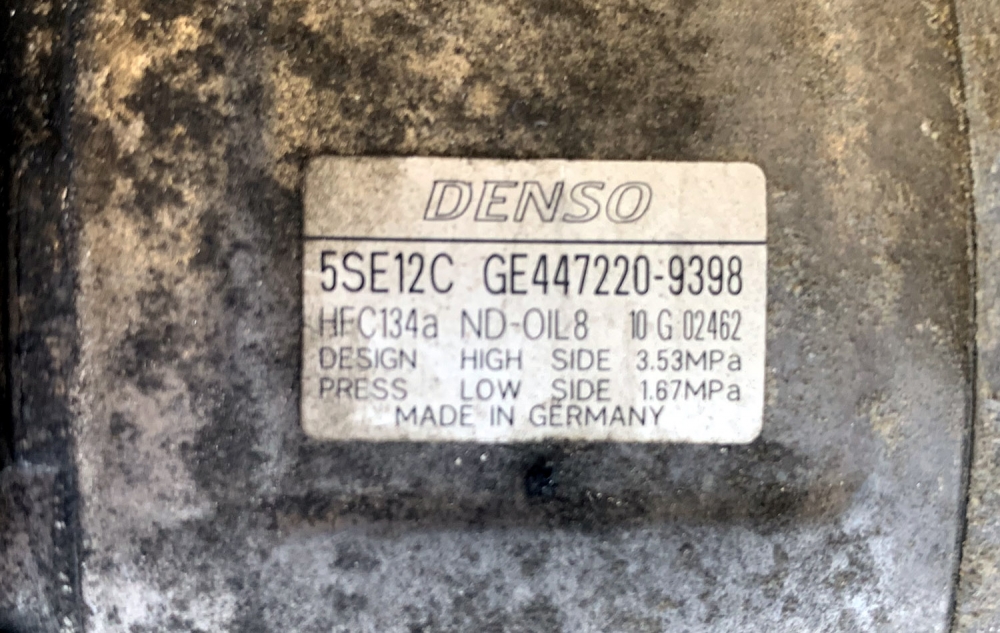 DENSO
5SE12C GE447220-9398
HFC134a ND-OIL8 10 G 02462
DESIGN HIGH SIDE 3.53MPa
PRESS LOW SIDE 1.67MPa
MADE IN GERMANY